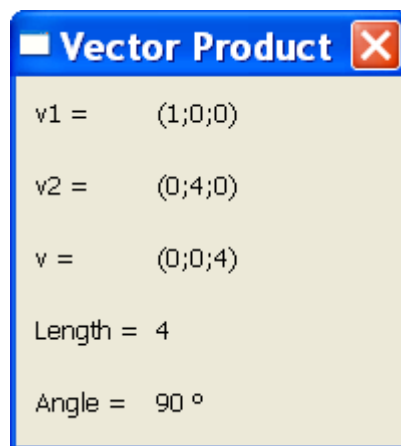 Vector Product
v1 = (1;0;0)
v2 = (0;4;0)
v = (0;0;4)
Length = 4
Angle = 90 º